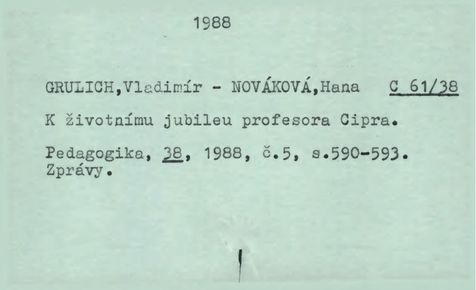 1988
GRULICH,Vladimír - NOVÁKOVÁ,Hana C 61/38
K životnímu jubileu profesora Cipra.
Pedagogika, 38, 1988, č.5, s.590-593.
Zprávy.